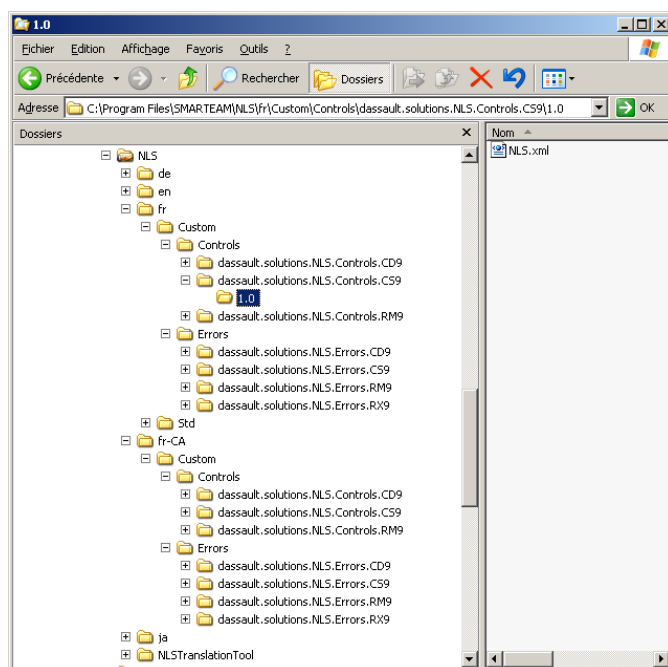 1.0
Fichier Edition Affichage Favoris Outils ?
Précédente Rechercher Dossiers
Adresse C:\Program Files\SMARTEAM\NLS\fr\Custom\Controls\dassault.solutions.NLS.Controls.CS9\1.0 OK
Dossiers
Nom
NLS
NLS.xml
de
en
fr
Custom
Controls
dassault.solutions.NLS.Controls.CD9
dassault.solutions.NLS.Controls.CS9
1.0
dassault.solutions.NLS.Controls.RM9
Errors
dassault.solutions.NLS.Errors.CD9
dassault.solutions.NLS.Errors.CS9
dassault.solutions.NLS.Errors.RM9
dassault.solutions.NLS.Errors.RX9
Std
fr-CA
Custom
Controls
dassault.solutions.NLS.Controls.CD9
dassault.solutions.NLS.Controls.CS9
dassault.solutions.NLS.Controls.RM9
Errors
dassault.solutions.NLS.Errors.CD9
dassault.solutions.NLS.Errors.CS9
dassault.solutions.NLS.Errors.RM9
dassault.solutions.NLS.Errors.RX9
ja
NLSTranslationTool